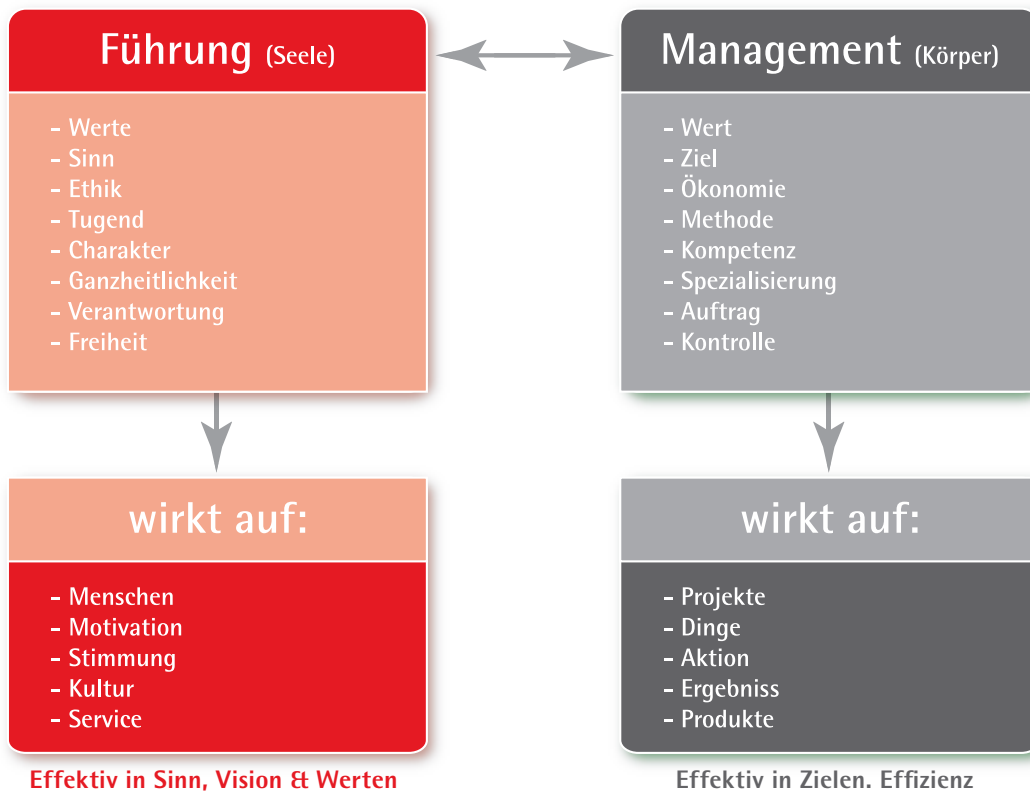 Führung (Seele)
- Werte
- Sinn
- Ethik
- Tugend
- Charakter
- Ganzheitlichkeit
- Verantwortung
- Freiheit
wirkt auf:
- Menschen
- Motivation
- Stimmung
- Kultur
- Service
Effektiv in Sinn, Vision & Werten
Management (Körper)
- Wert
- Ziel
- Ökonomie
- Methode
- Kompetenz
- Spezialisierung
- Auftrag
- Kontrolle
wirkt auf:
- Projekte
- Dinge
- Aktion
- Ergebniss
- Produkte
Effektiv in Zielen. Effizienz